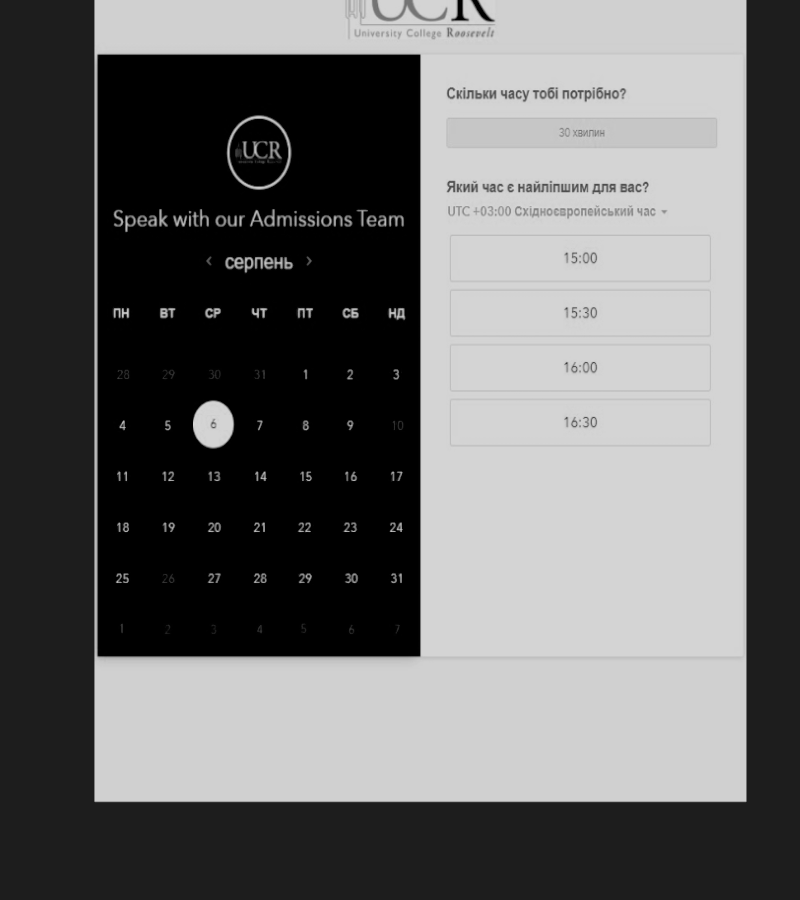 UCR
University College Roosevelt
UCR
Speak with our Admissions Team
‹ серпень ›
ПН ВТ СР ЧТ ПТ СБ НД
28 29 30 31 1 2 3
4 5 6 7 8 9 10
11 12 13 14 15 16 17
18 19 20 21 22 23 24
25 26 27 28 29 30 31
1 2 3 4 5 6 7
Скільки часу тобі потрібно?
30 хвилин
Який час є найліпшим для вас?
UTC +03:00 Східноєвропейський час
15:00
15:30
16:00
16:30